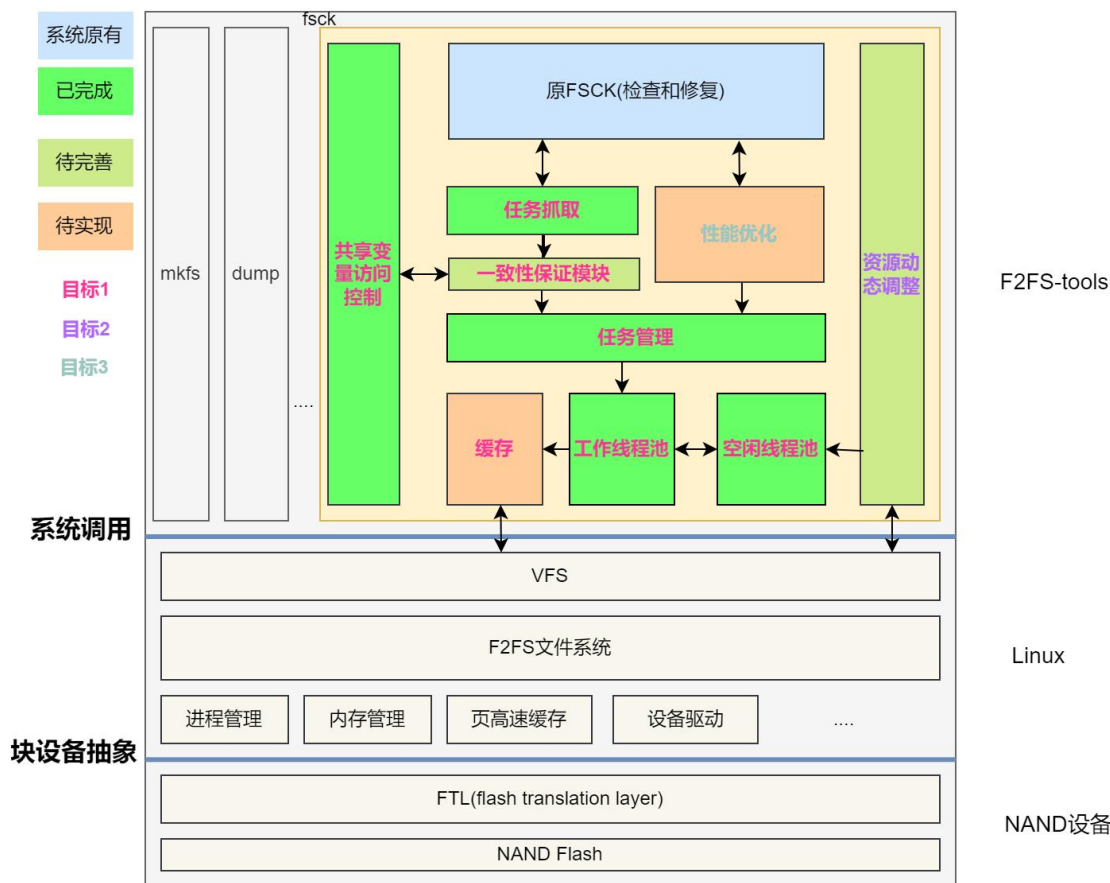 系统原有
已完成
待完善
待实现
目标1
目标2
目标3
系统调用
块设备抽象
fsck
mkfs
dump
....
共享变
量访问
控制
原FSCK(检查和修复)
任务抓取
性能优化
一致性保证模块
任务管理
缓存
工作线程池
空闲线程池
资源动
态调整
F2FS-tools
VFS
F2FS文件系统
进程管理
内存管理
页高速缓存
设备驱动
....
Linux
FTL(flash translation layer)
NAND Flash
NAND设备